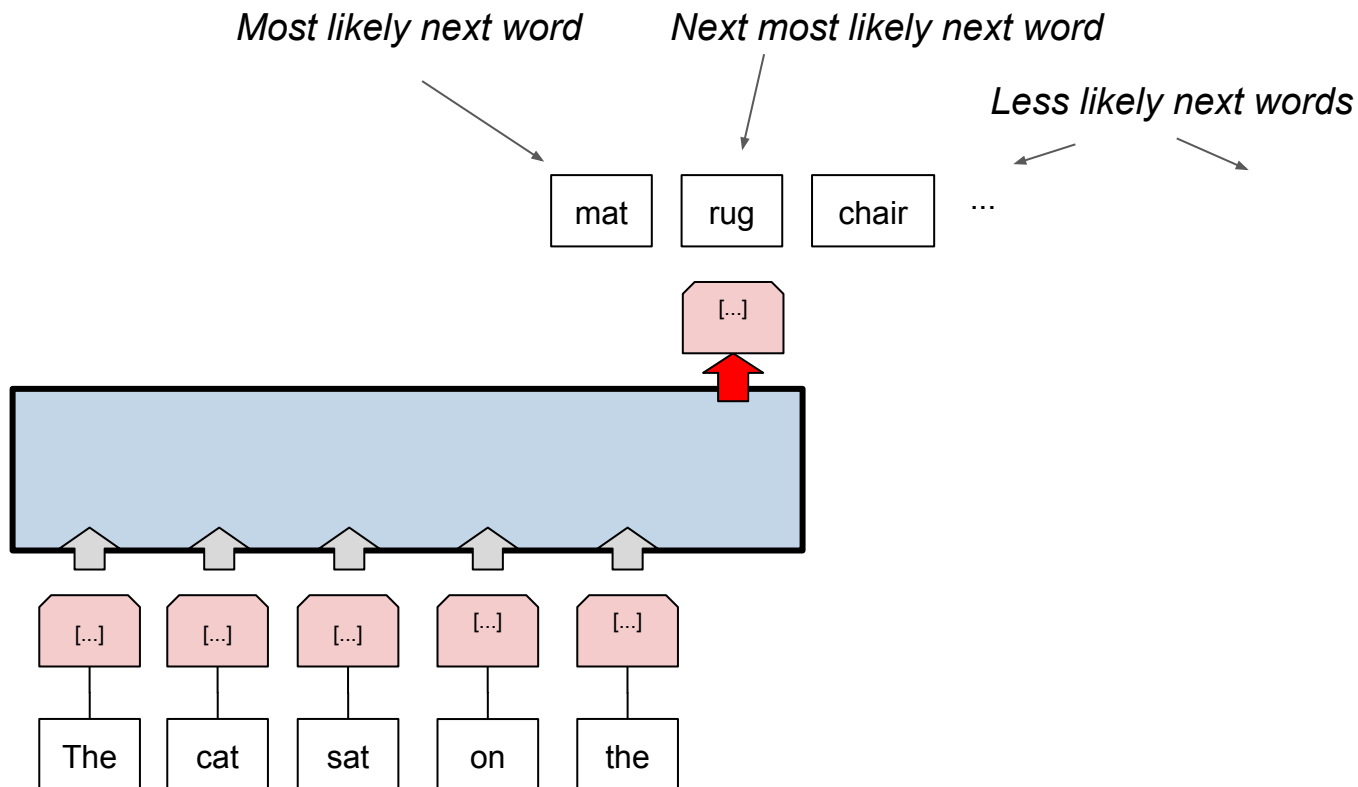 Most likely next word Next most likely next word
Less likely next words
mat rug chair ...
[...]
[...] [...] [...] [...] [...]
The cat sat on the